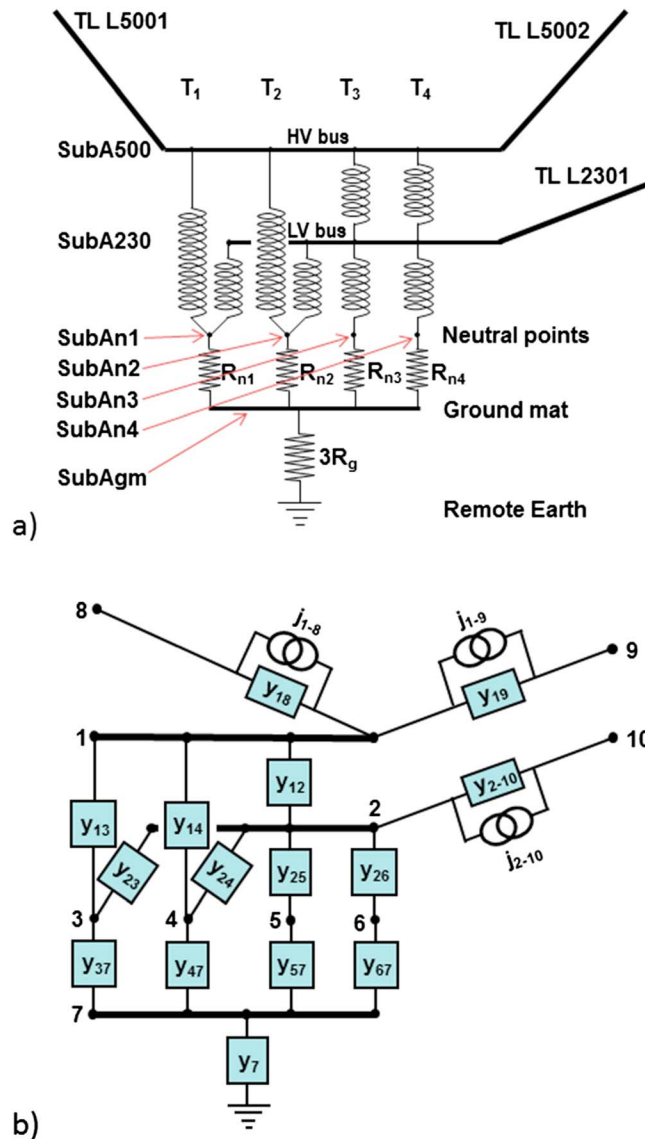 TL L5001
TL L5002
T1 T2 T3 T4
SubA500
HV bus
TL L2301
SubA230
LV bus
SubAn1
Neutral points
SubAn2
Rn1 Rn2 Rn3 Rn4
SubAn3
SubAn4
Ground mat
SubAgm
3Rg
Remote Earth
a)
8
j1-8
j1-9
9
y18
y19
1
10
y12
y2-10
2
y13
y14
j2-10
y23
y24
y25
y26
3
4
5
6
y37
y47
y57
y67
7
y7
b)